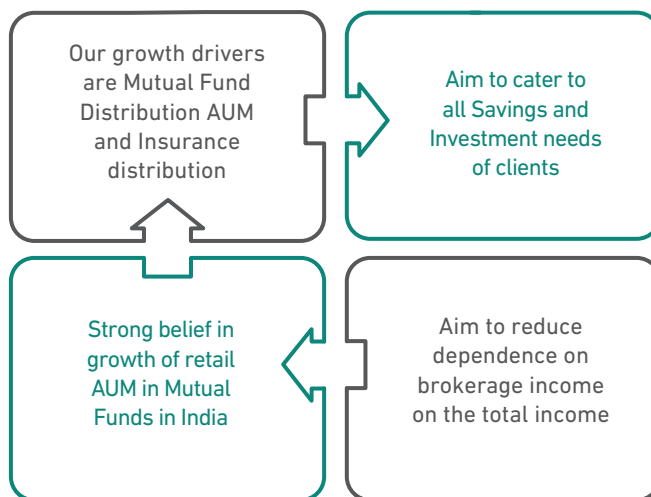 Our growth drivers
are Mutual Fund
Distribution AUM
and Insurance
distribution
Aim to cater to
all Savings and
Investment needs
of clients
Strong belief in
growth of retail
AUM in Mutual
Funds in India
Aim to reduce
dependence on
brokerage income
on the total income